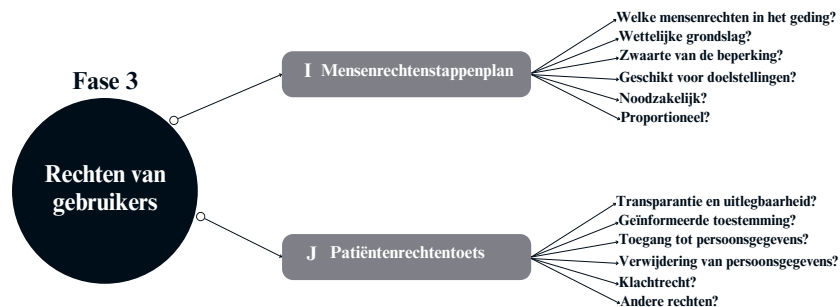 Fase 3
Rechten van
gebruikers
I Mensenrechtenstappenplan
Welke mensenrechten in het geding?
Wettelijke grondslag?
Zwaarte van de beperking?
Geschikt voor doelstellingen?
Noodzakelijk?
Proportioneel?
J Patiëntenrechtentoets
Transparantie en uitlegbaarheid?
Geïnformeerde toestemming?
Toegang tot persoonsgegevens?
Verwijdering van persoonsgegevens?
Klachtrecht?
Andere rechten?